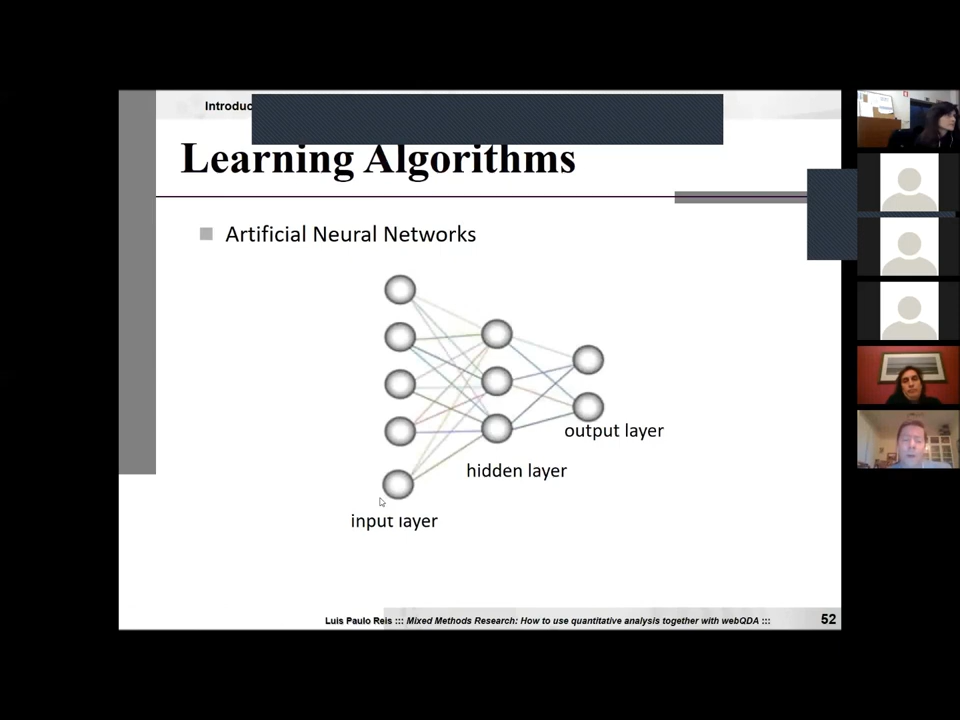 Introduc
Learning Algorithms
Artificial Neural Networks
output layer
hidden layer
input layer
Luis Paulo Reis ::: Mixed Methods Research: How to use quantitative analysis together with webQDA ::: 52